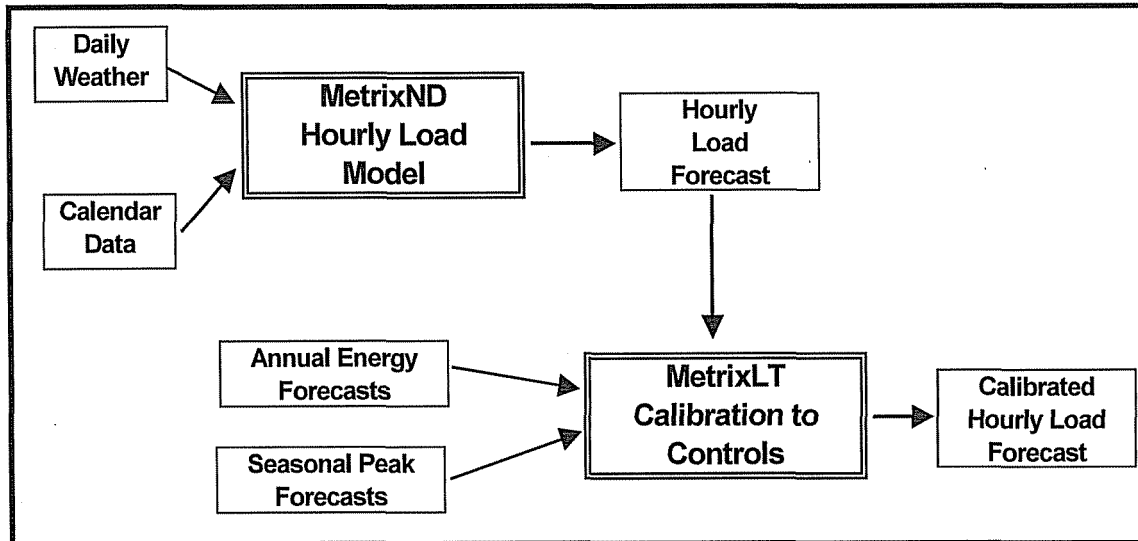 Daily
Weather
MetrixND
Hourly Load
Model
Hourly
Load
Forecast
Calendar
Data
Annual Energy
Forecasts
MetrixLT
Calibration to
Controls
Calibrated
Hourly Load
Forecast
Seasonal Peak
Forecasts